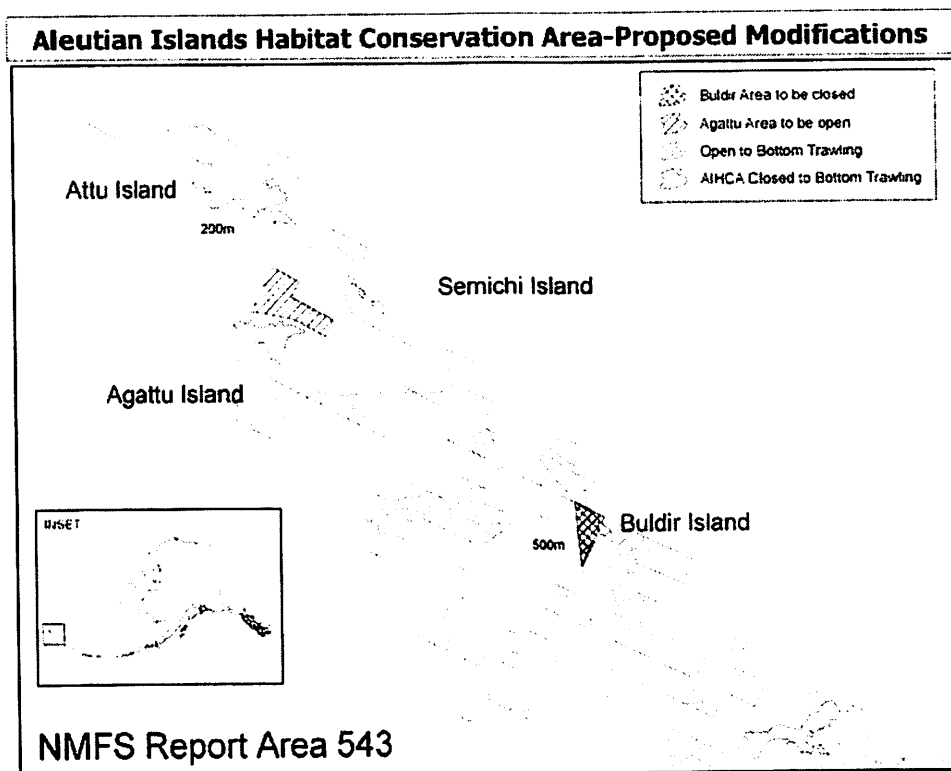 Aleutian Islands Habitat Conservation Area-Proposed Modifications
Buldir Area to be closed
Agattu Area to be open
Open to Bottom Trawling
AIHCA Closed to Bottom Trawling
Attu Island
200m
Semichi Island
Agattu Island
INSET
500m
Buldir Island
NMFS Report Area 543